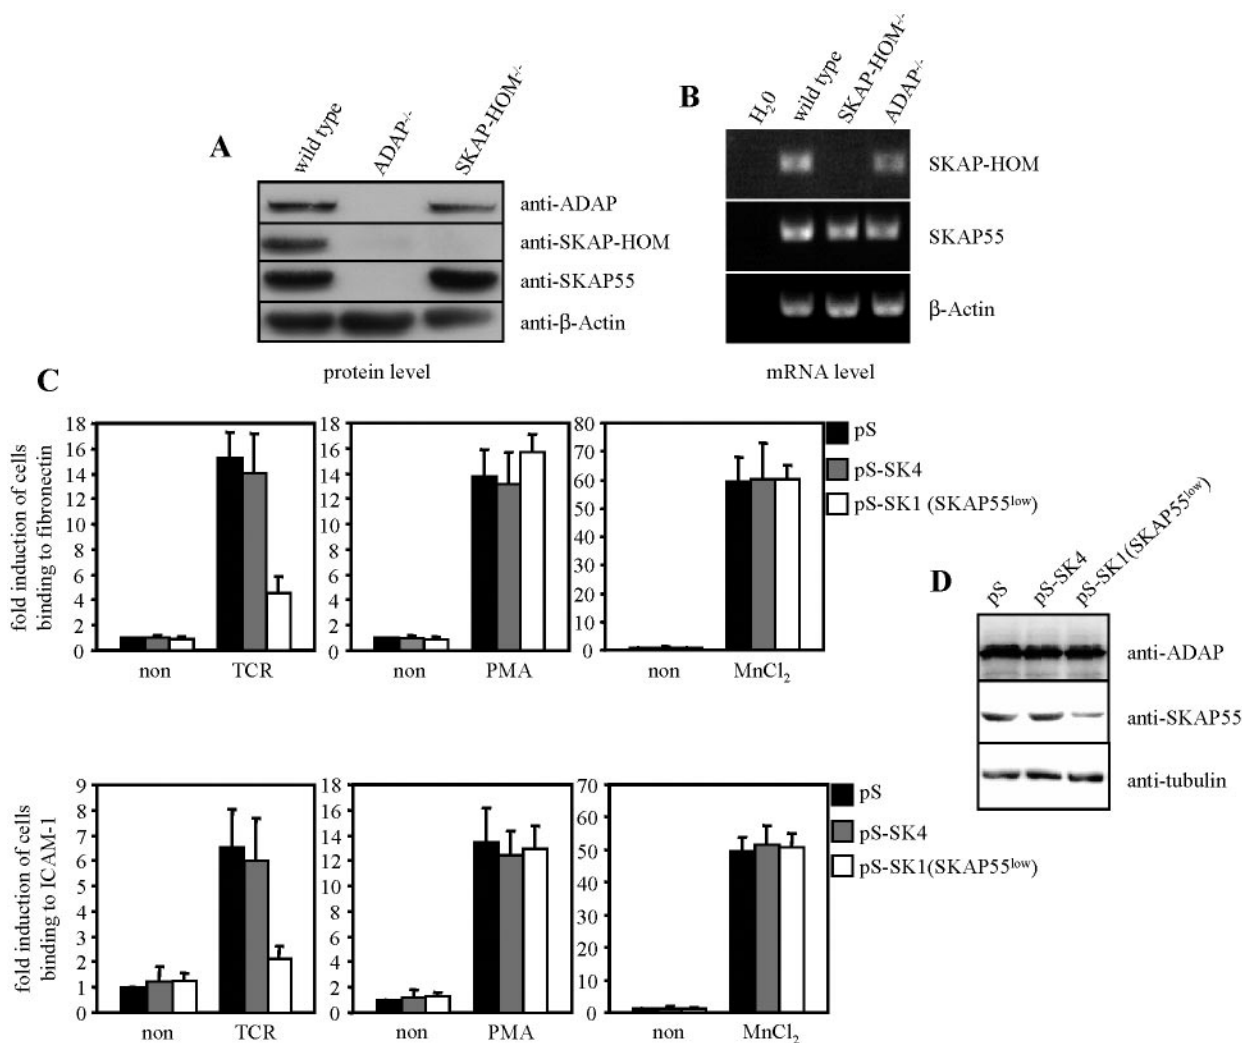 A
wild type
ADAP-/-
SKAP-HOM-/-
anti-ADAP
anti-SKAP-HOM
anti-SKAP55
anti-β-Actin
protein level
B
H20
wild type
SKAP-HOM-/-
ADAP-/-
SKAP-HOM
SKAP55
β-Actin
mRNA level
C
fold induction of cells
binding to fibronectin
18
16
14
12
10
8
6
4
2
0
non
TCR
18
16
14
12
10
8
6
4
2
0
non
PMA
80
70
60
50
40
30
20
10
0
non
MnCl2
pS
pS-SK4
pS-SK1 (SKAP55low)
fold induction of cells
binding to ICAM-1
9
8
7
6
5
4
3
2
1
0
non
TCR
18
16
14
12
10
8
6
4
2
0
non
PMA
70
60
50
40
30
20
10
0
non
MnCl2
pS
pS-SK4
pS-SK1(SKAP55low)
D
pS
pS-SK4
pS-SK1(SKAP55low)
anti-ADAP
anti-SKAP55
anti-tubulin